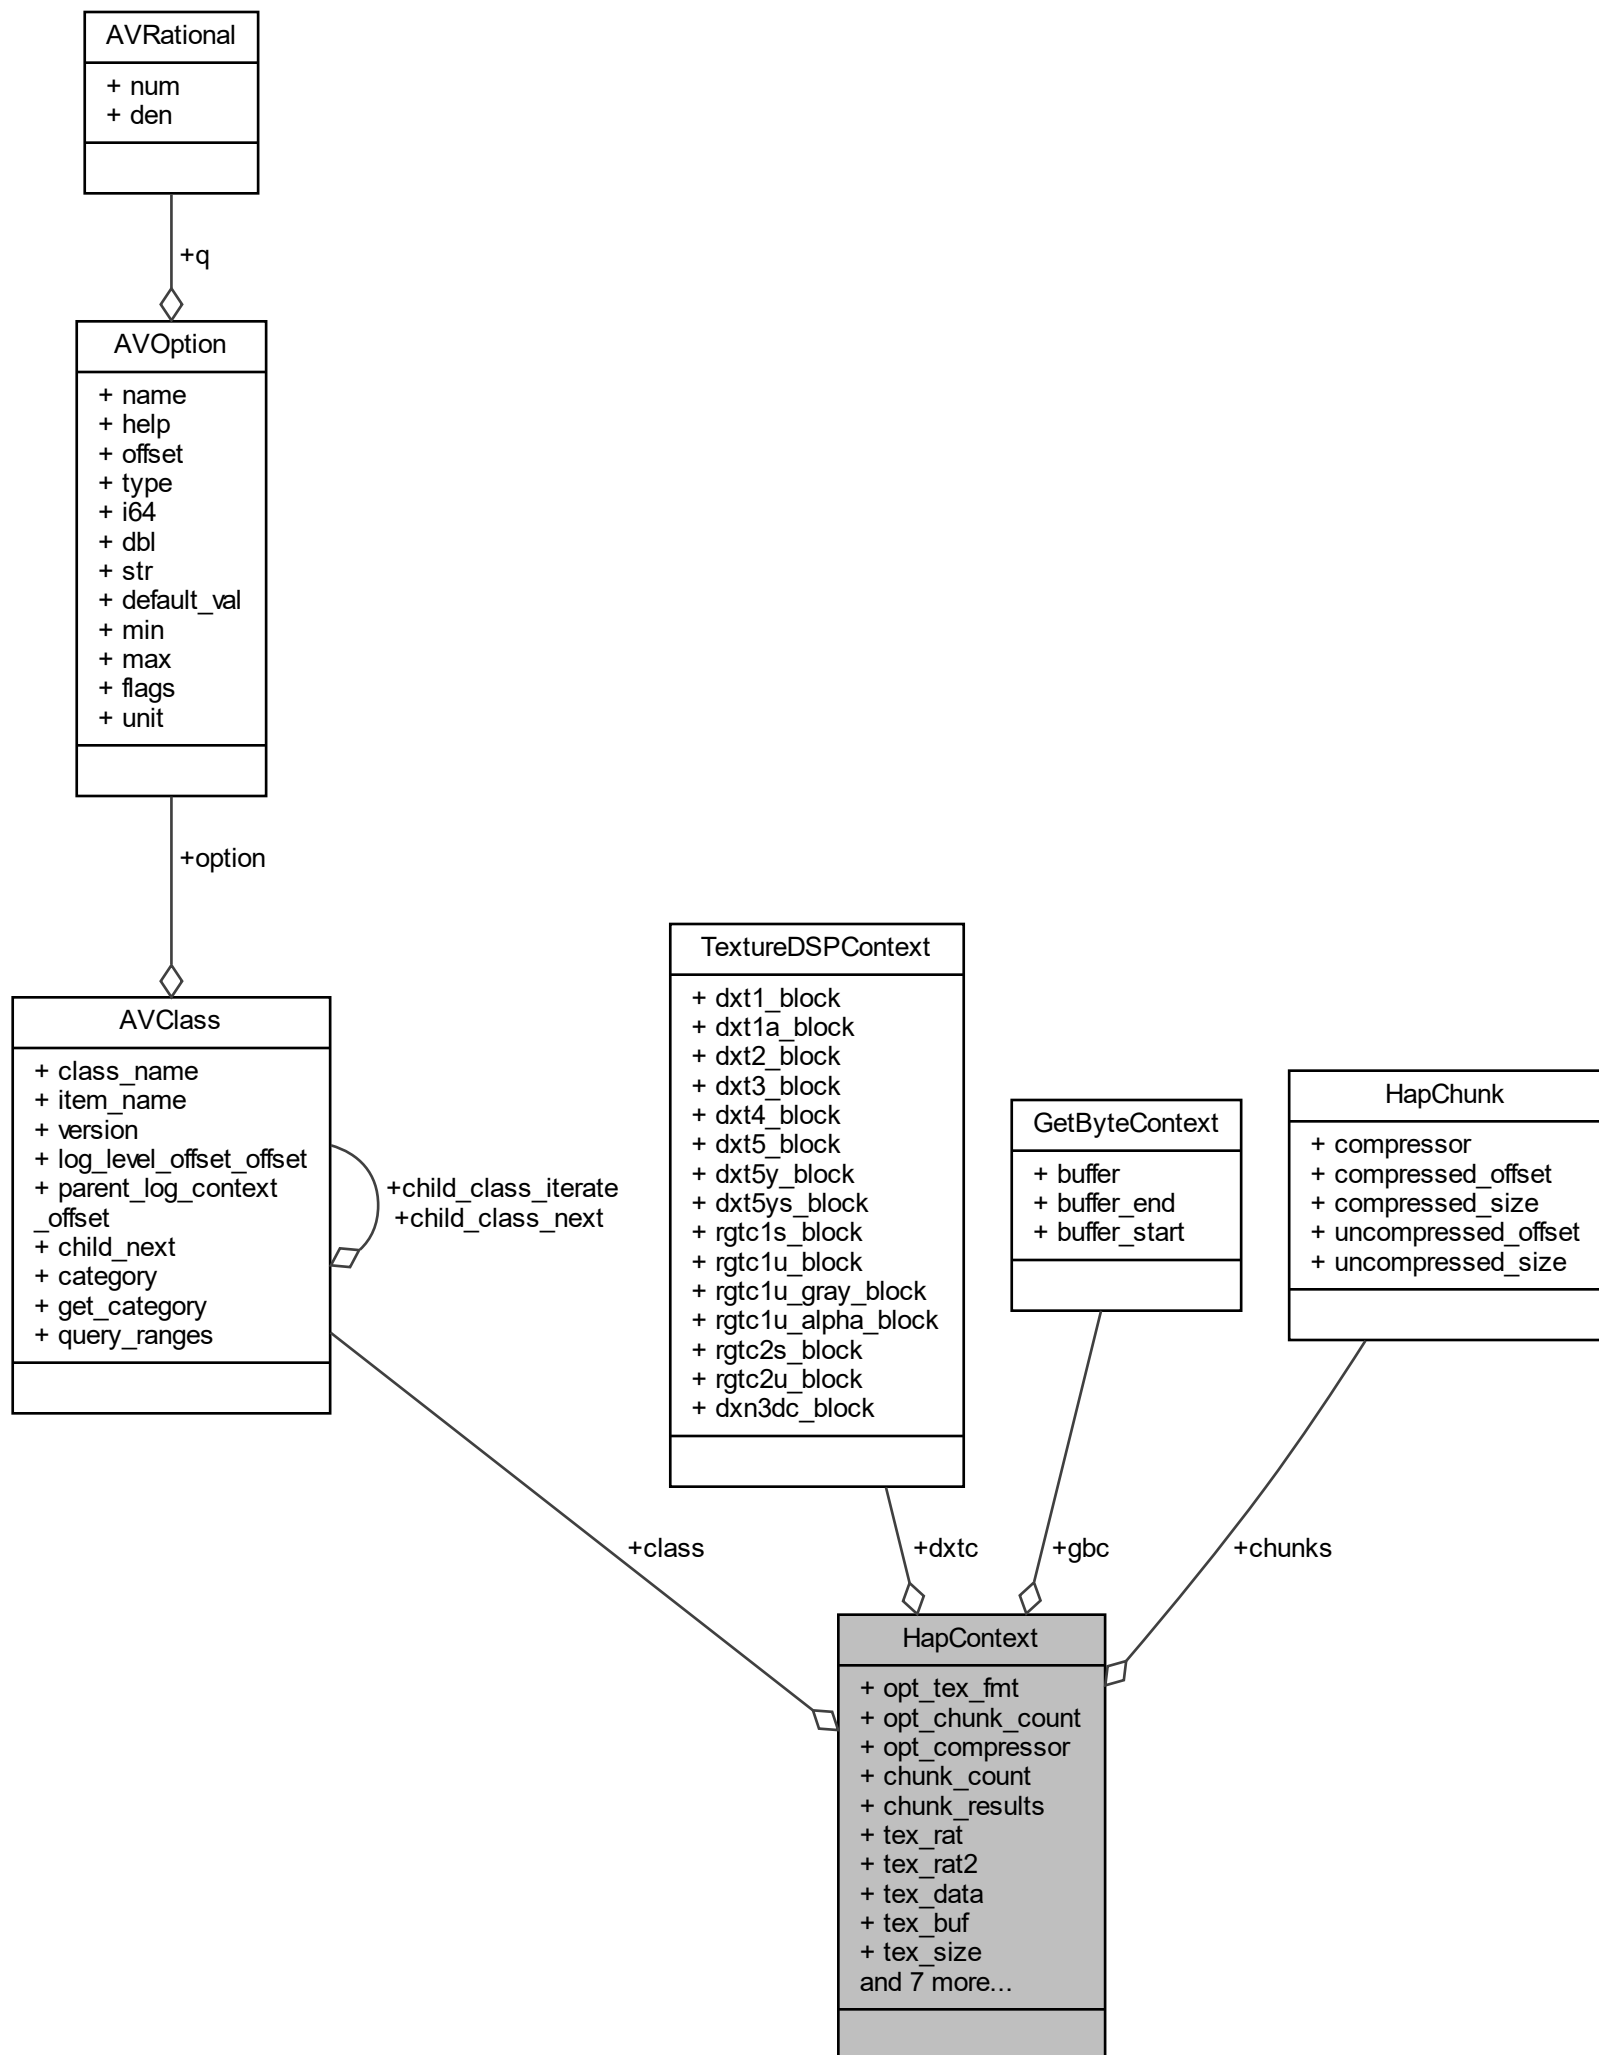 AVRational
+ num
+ den
+q
AVOption
+ name
+ help
+ offset
+ type
+ i64
+ dbl
+ str
+ default_val
+ min
+ max
+ flags
+ unit
+option
AVClass
+ class_name
+ item_name
+ version
+ log_level_offset_offset
+ parent_log_context
_offset
+ child_next
+ category
+ get_category
+ query_ranges
+child_class_iterate
+child_class_next
TextureDSPContext
+ dxt1_block
+ dxt1a_block
+ dxt2_block
+ dxt3_block
+ dxt4_block
+ dxt5_block
+ dxt5y_block
+ dxt5ys_block
+ rgtc1s_block
+ rgtc1u_block
+ rgtc1u_gray_block
+ rgtc1u_alpha_block
+ rgtc2s_block
+ rgtc2u_block
+ dxn3dc_block
GetByteContext
+ buffer
+ buffer_end
+ buffer_start
HapChunk
+ compressor
+ compressed_offset
+ compressed_size
+ uncompressed_offset
+ uncompressed_size
+class
+dxtc
+gbc
+chunks
HapContext
+ opt_tex_fmt
+ opt_chunk_count
+ opt_compressor
+ chunk_count
+ chunk_results
+ tex_rat
+ tex_rat2
+ tex_data
+ tex_buf
+ tex_size
and 7 more...